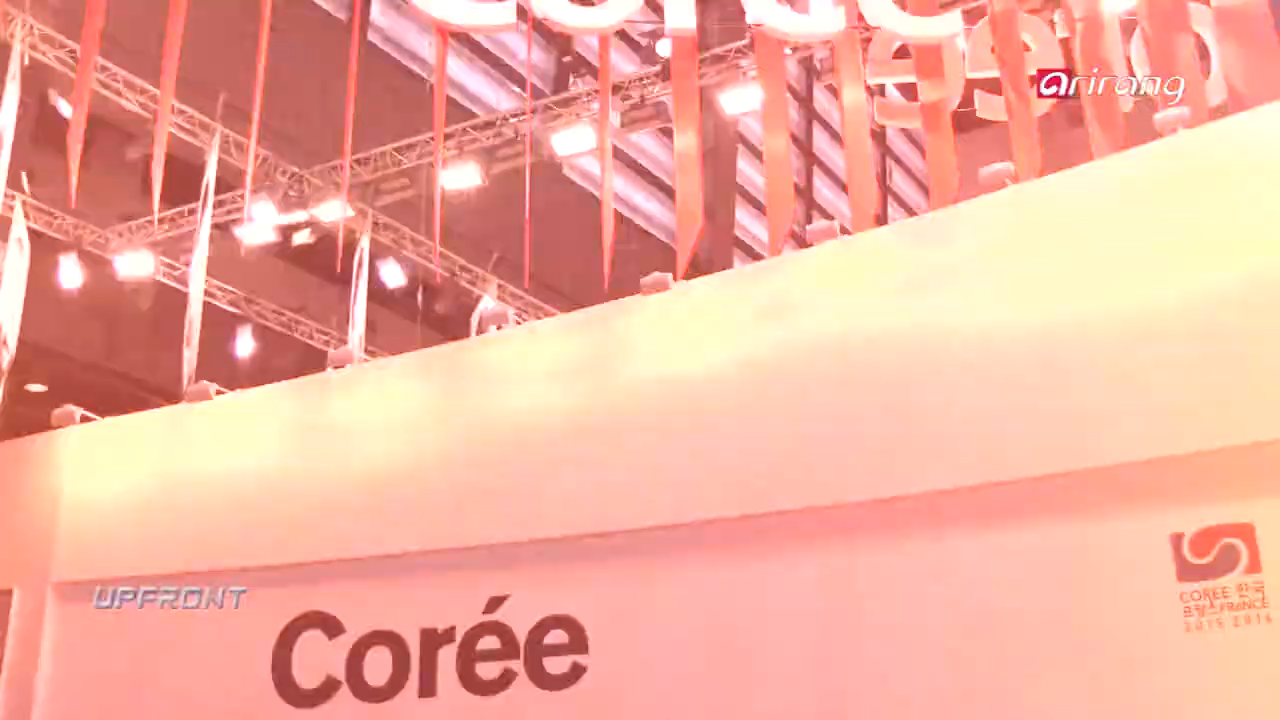 arirang
UPFRONT
Corée
COREE 한국
프랑스 FRANCE
2015 2016